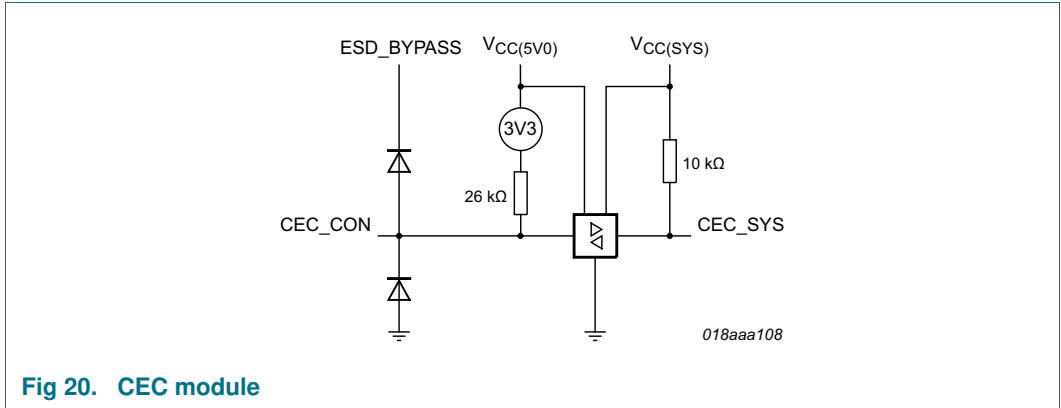 ESD_BYPASS VCC(5V0) VCC(SYS)
3V3
10 kΩ
26 kΩ
CEC_CON CEC_SYS
018aaa108
Fig 20. CEC module